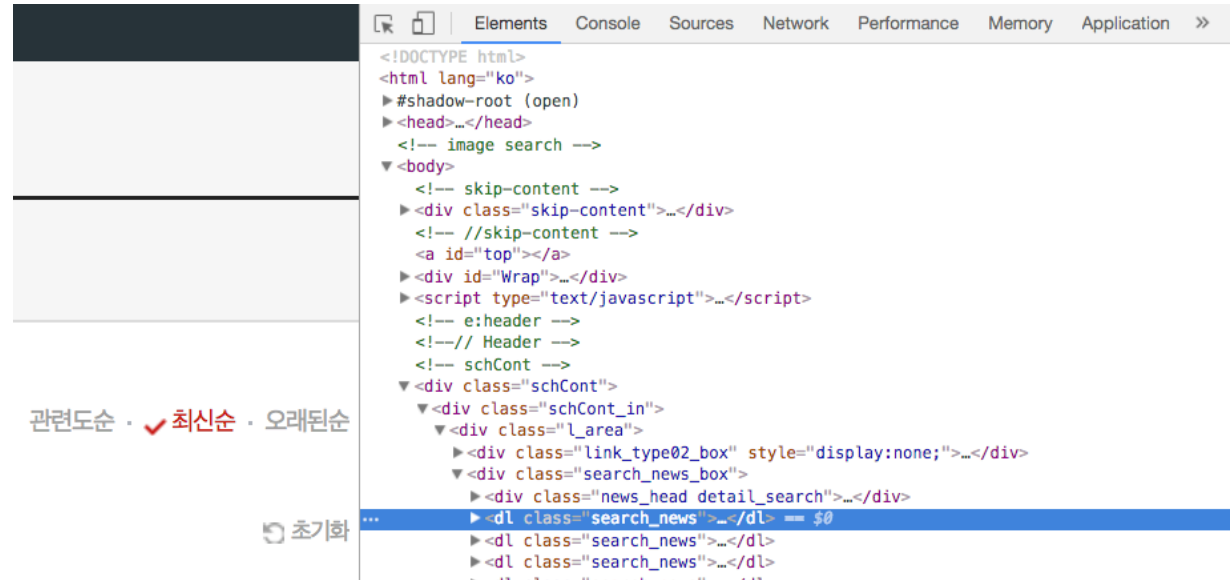 Elements Console Sources Network Performance Memory Application »
<!DOCTYPE html>
<html lang="ko">
▶#shadow-root (open)
▶<head>…</head>
<!-- image search -->
▼<body>
<!-- skip-content -->
▶<div class="skip-content">…</div>
<!-- //skip-content -->
<a id="top"></a>
▶<div id="Wrap">…</div>
▶<script type="text/javascript">…</script>
<!-- e:header -->
<!--// Header -->
<!-- schCont -->
▼<div class="schCont">
▼<div class="schCont_in">
▼<div class="l_area">
▶<div class="link_type02_box" style="display:none;">…</div>
▼<div class="search_news_box">
▶<div class="news_head detail_search">…</div>
… ▶<dl class="search_news">…</dl> == $0
▶<dl class="search_news">…</dl>
▶<dl class="search_news">…</dl>
관련도순 · 최신순 · 오래된순
초기화